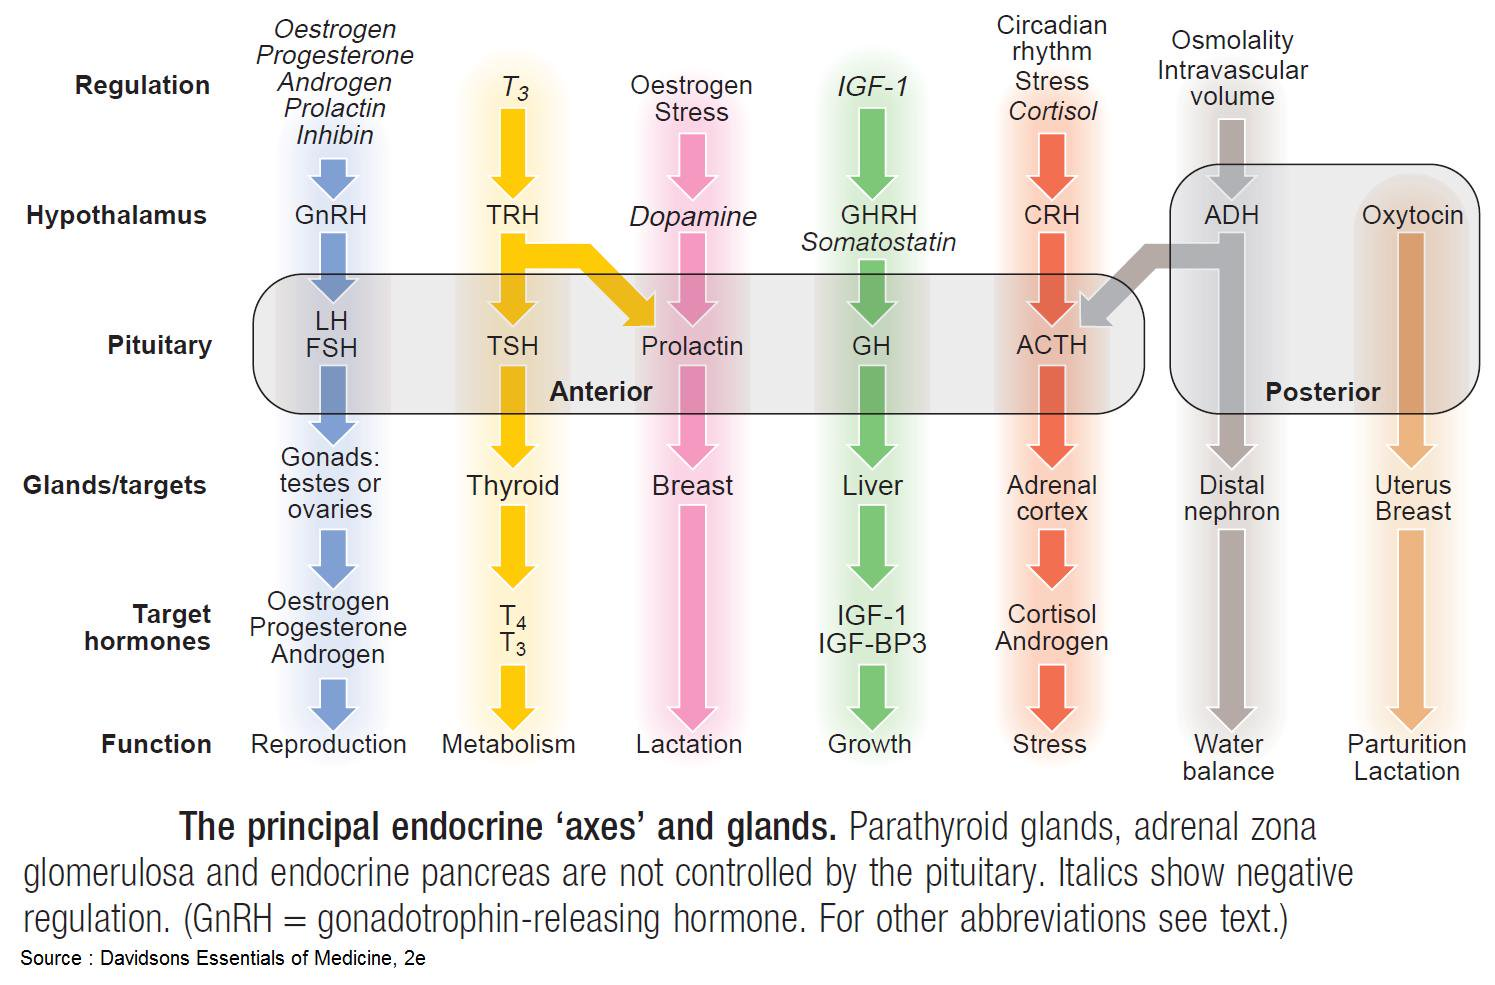 Regulation
Oestrogen
Progesterone
Androgen
Prolactin
Inhibin
T3
Oestrogen
Stress
IGF-1
Circadian
rhythm
Stress
Cortisol
Osmolality
Intravascular
volume
Hypothalamus
GnRH
TRH
Dopamine
GHRH
Somatostatin
CRH
ADH
Oxytocin
Pituitary
LH
FSH
TSH
Prolactin
GH
ACTH
Anterior
Posterior
Glands/targets
Gonads:
testes or
ovaries
Thyroid
Breast
Liver
Adrenal
cortex
Distal
nephron
Uterus
Breast
Target
hormones
Oestrogen
Progesterone
Androgen
T4
T3
IGF-1
IGF-BP3
Cortisol
Androgen
Function
Reproduction
Metabolism
Lactation
Growth
Stress
Water
balance
Parturition
Lactation
The principal endocrine ‘axes’ and glands. Parathyroid glands, adrenal zona
glomerulosa and endocrine pancreas are not controlled by the pituitary. Italics show negative
regulation. (GnRH = gonadotrophin-releasing hormone. For other abbreviations see text.)
Source : Davidsons Essentials of Medicine, 2e